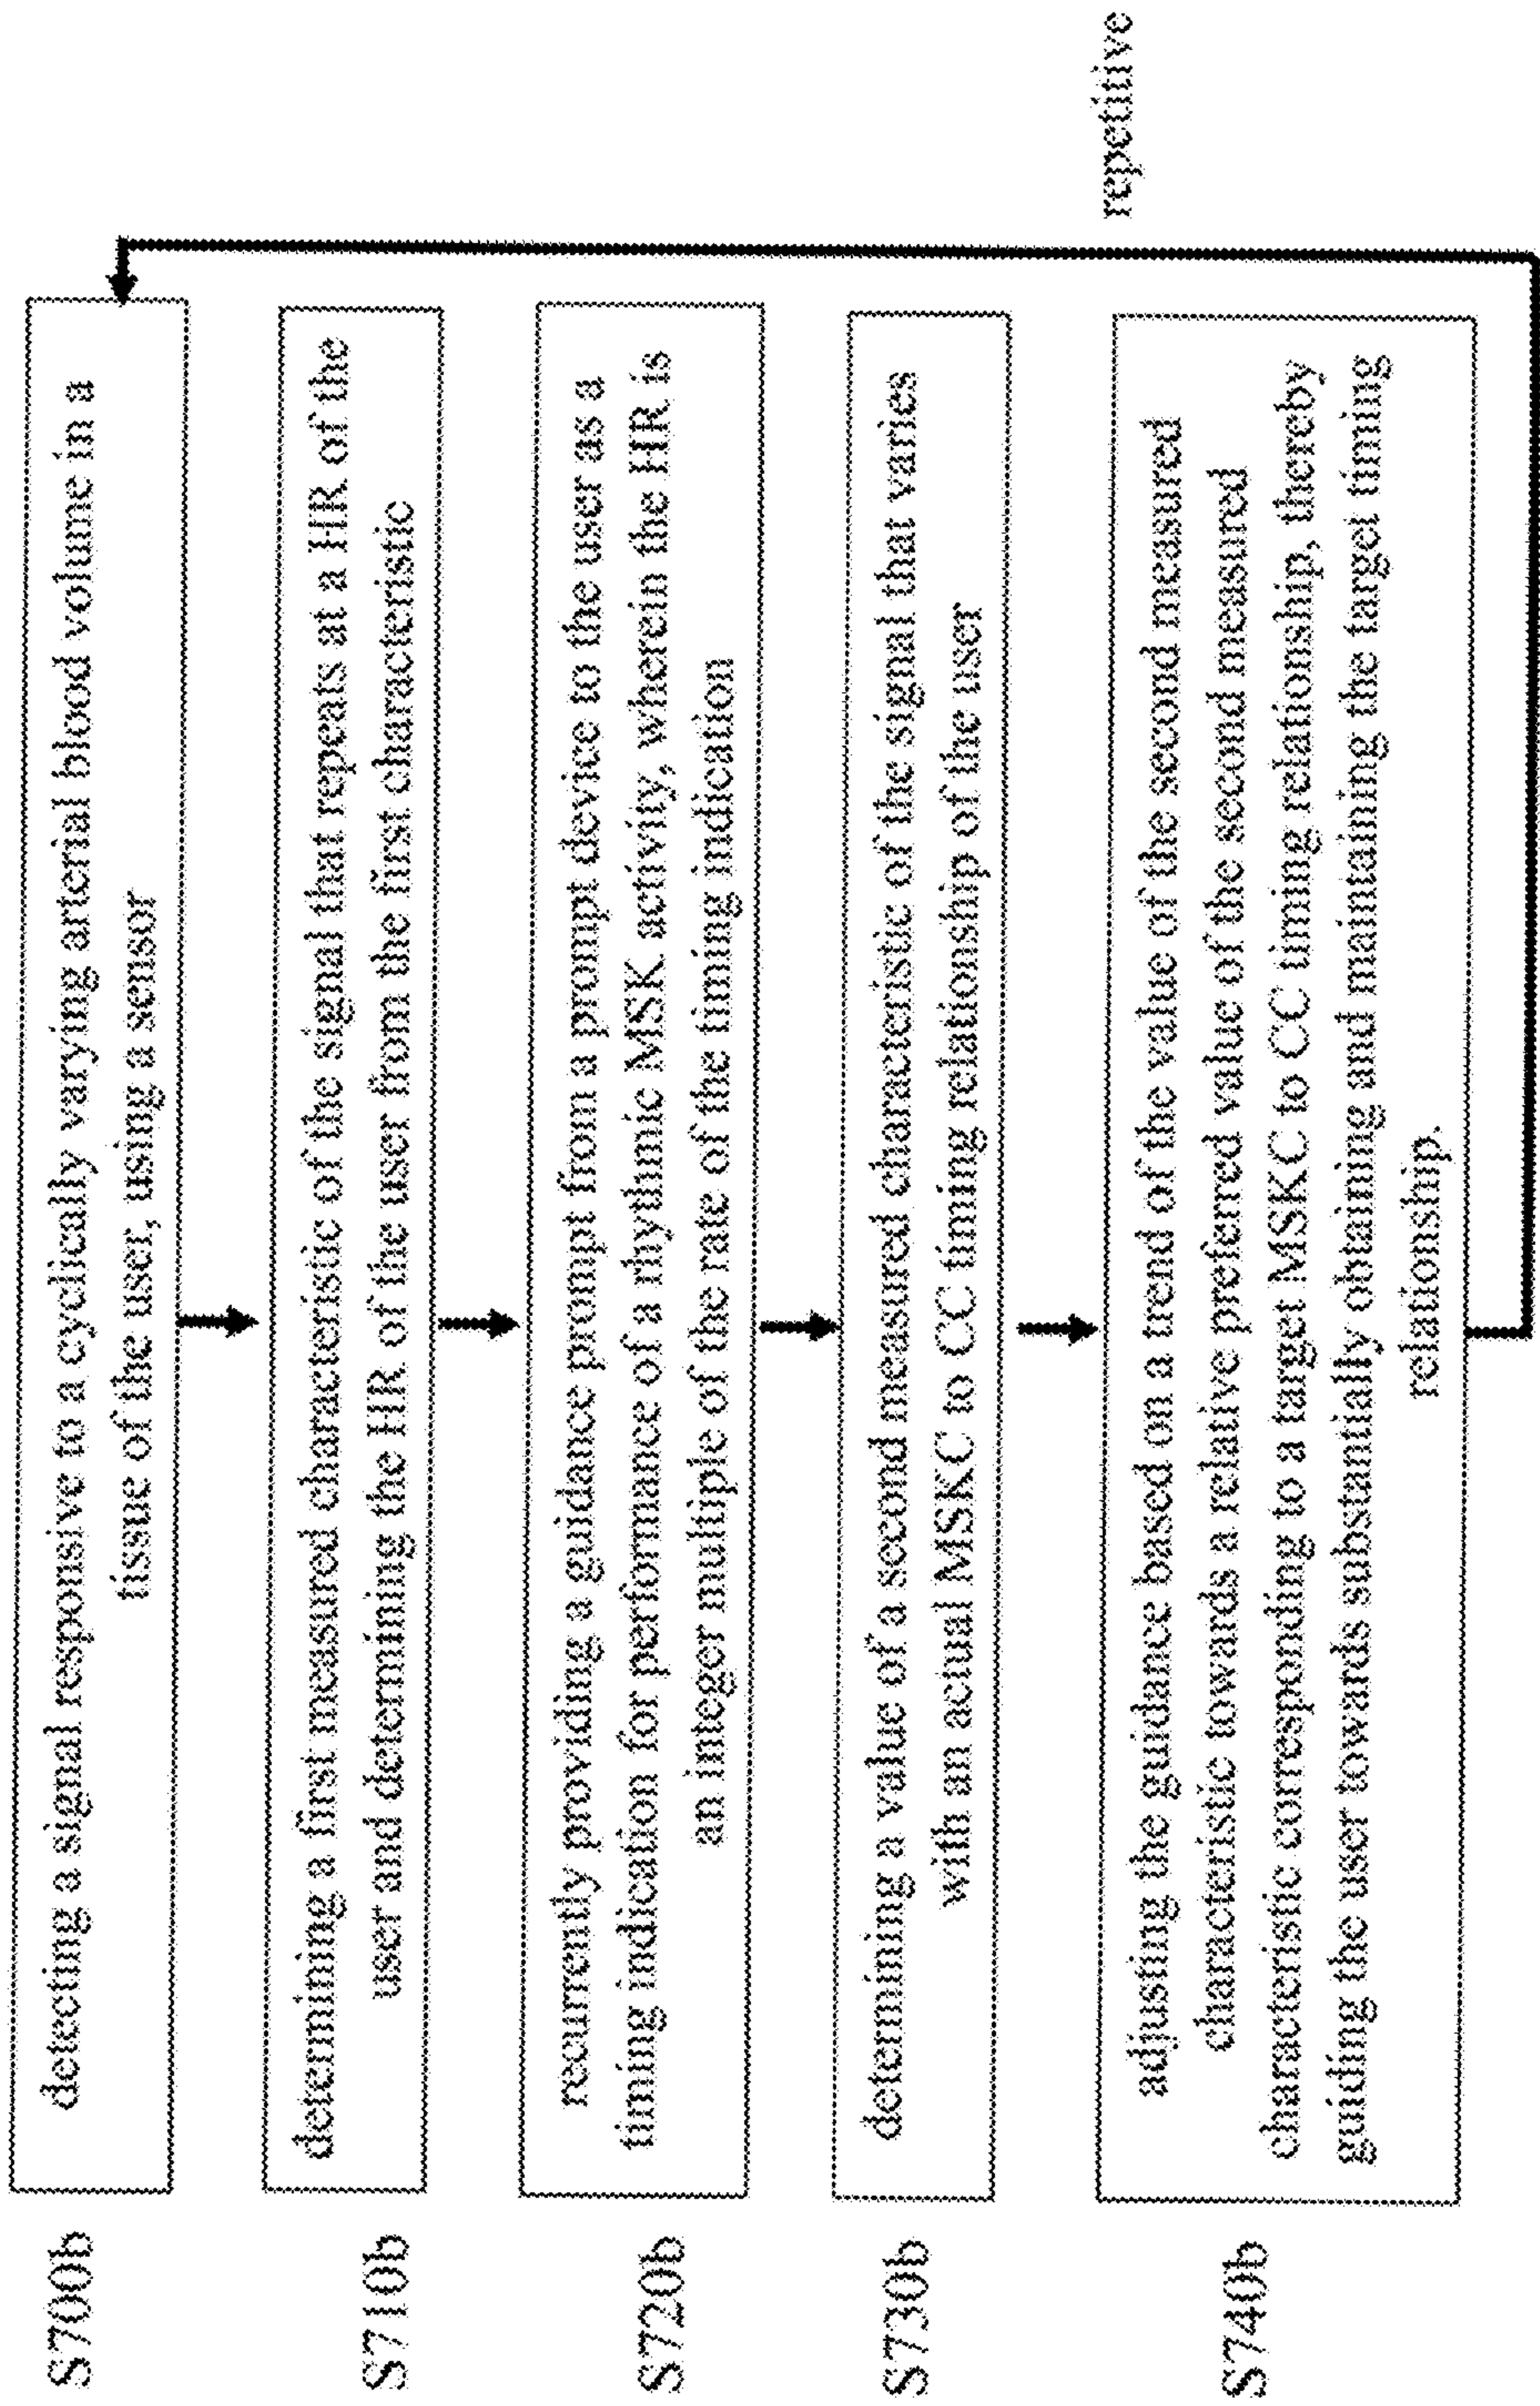 S700b
detecting a signal responsive to a cyclically varying arterial blood volume in a
tissue of the user, using a sensor
S710b
determining a first measured characteristic of the signal that repeats at a HR of the
user and determining the HR of the user from the first characteristic
S720b
recurrently providing a guidance prompt from a prompt device to the user as a
timing indication for performance of a rhythmic MSK activity, wherein the HR is
an integer multiple of the rate of the timing indication
S730b
determining a value of a second measured characteristic of the signal that varies
with an actual MSKC to CC timing relationship of the user
S740b
adjusting the guidance based on a trend of the value of the second measured
characteristic towards a relative preferred value of the second measured
characteristic corresponding to a target MSKC to CC timing relationship, thereby
guiding the user towards substantially obtaining and maintaining the target timing
relationship.
repetitive